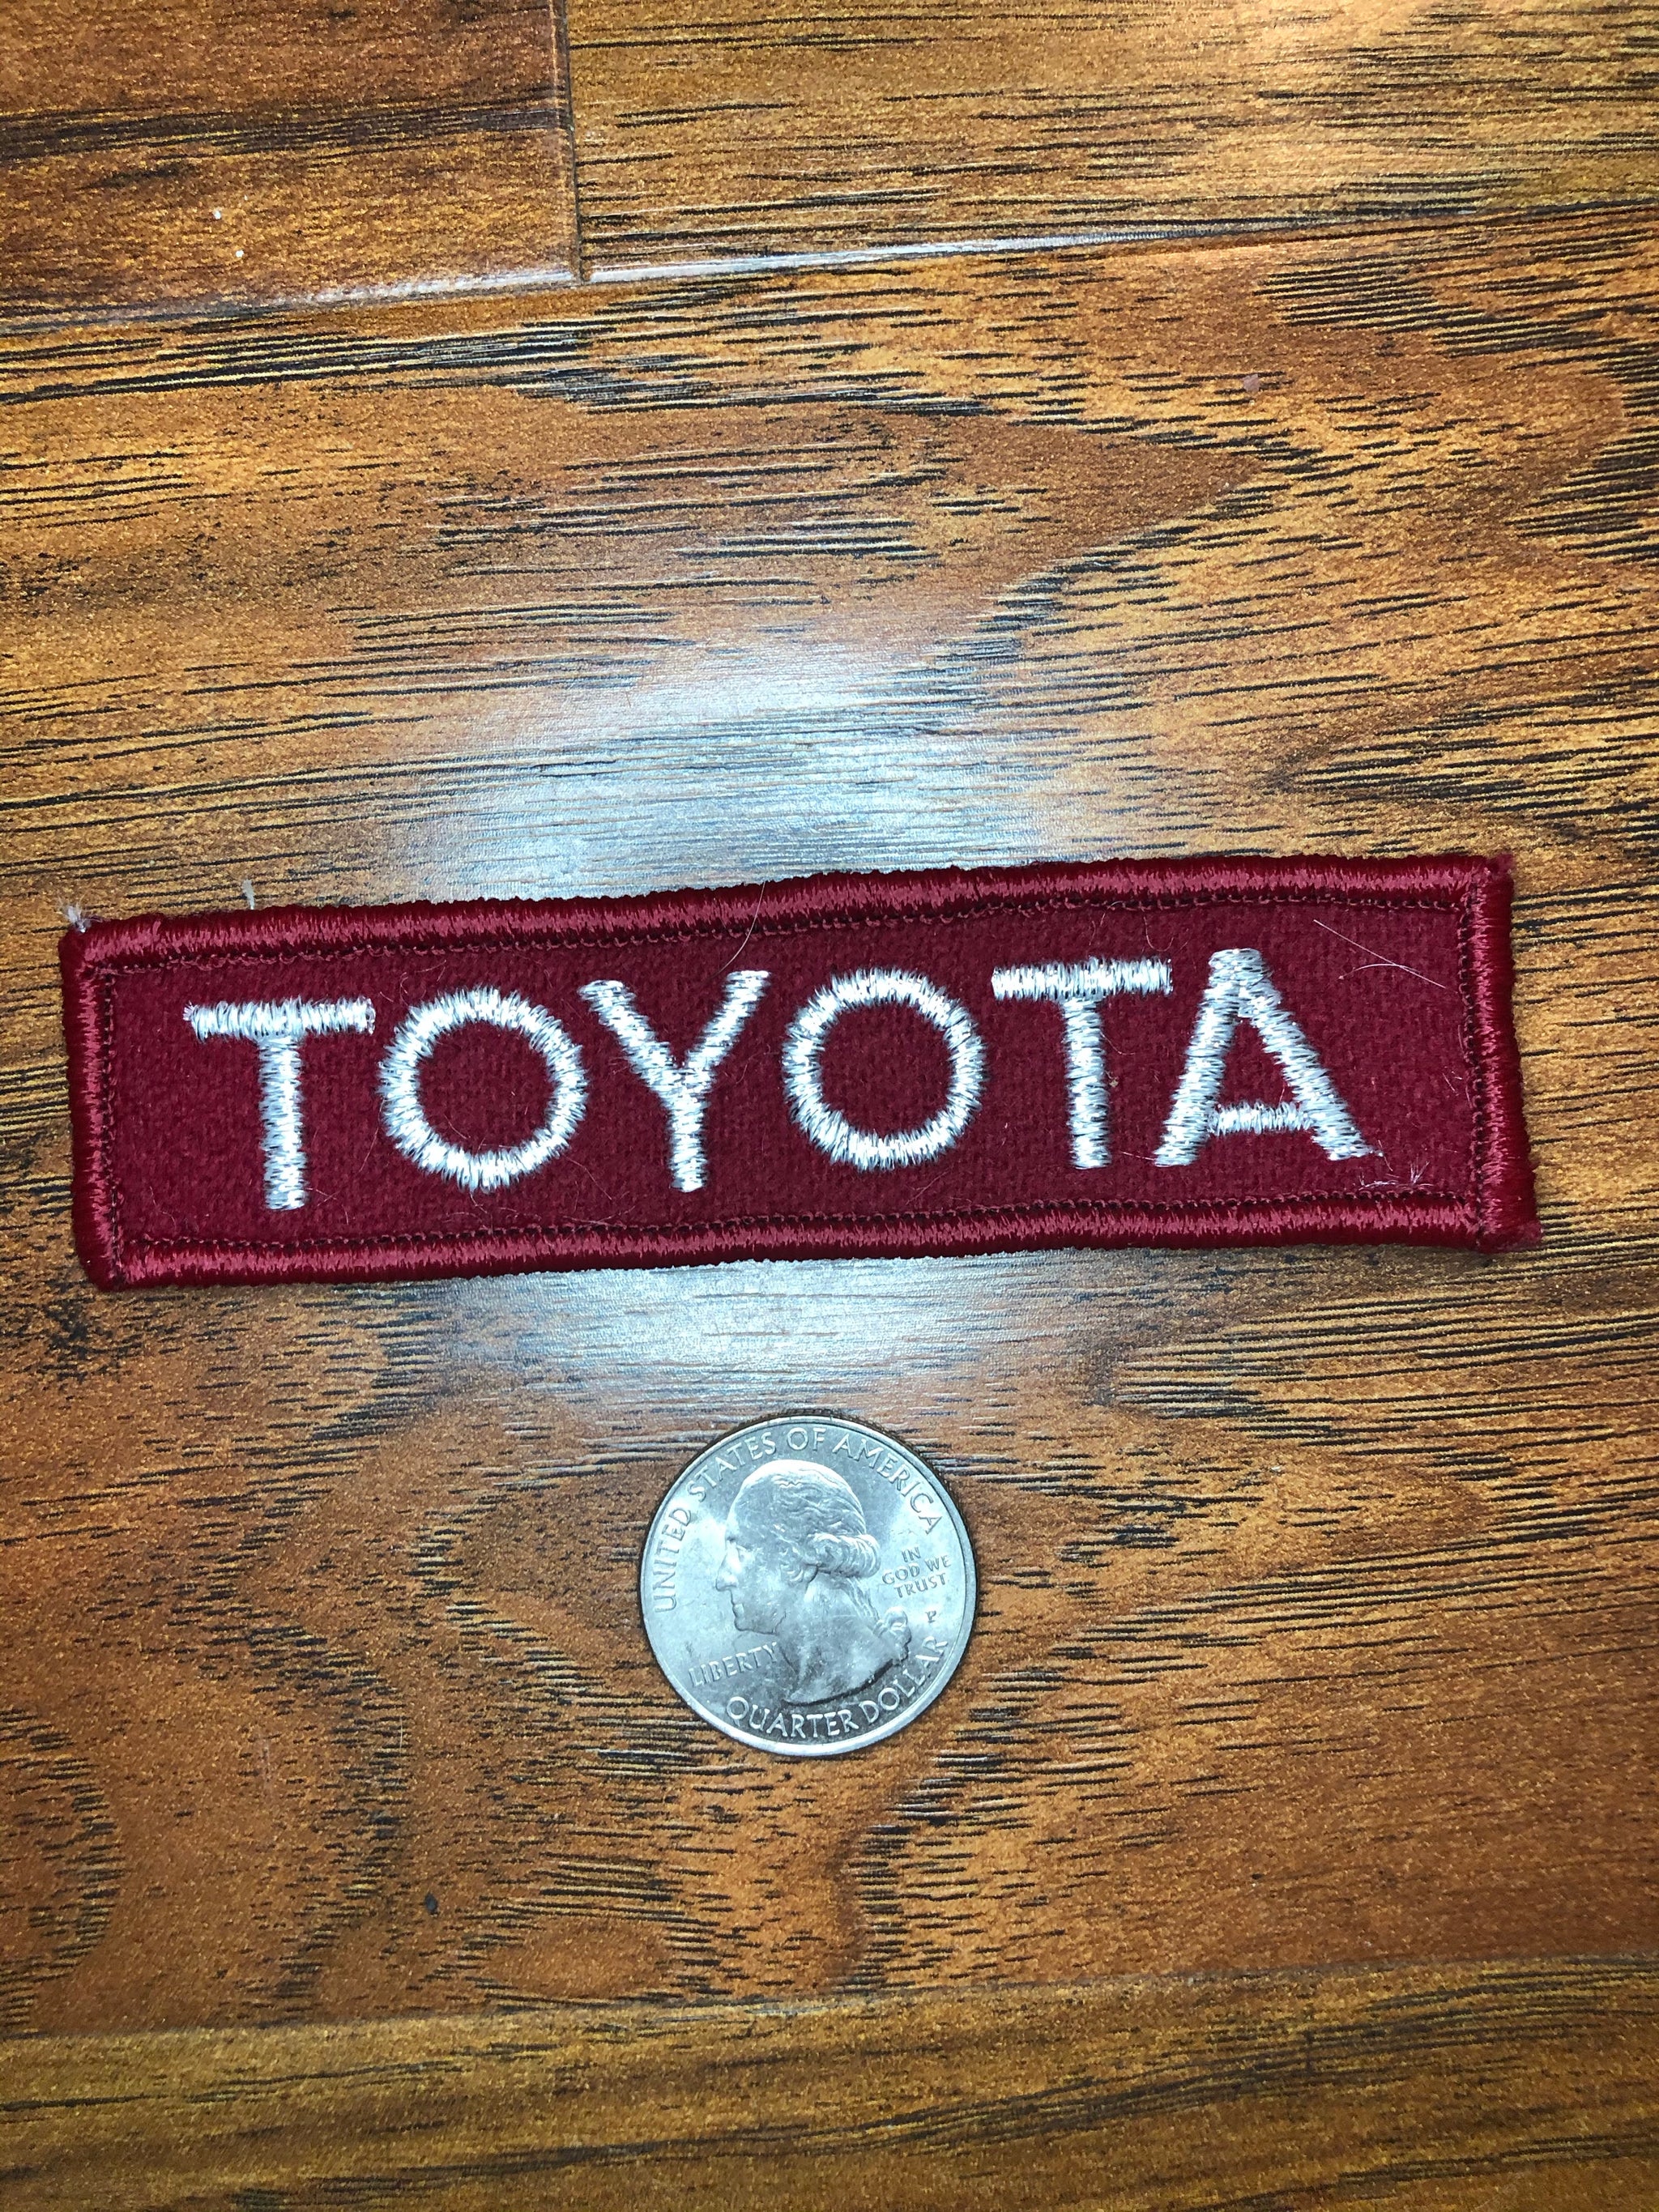 TOYOTA
UNITED STATES OF AMERICA
IN
GOD WE
TRUST
P
LIBERTY
QUARTER DOLLAR